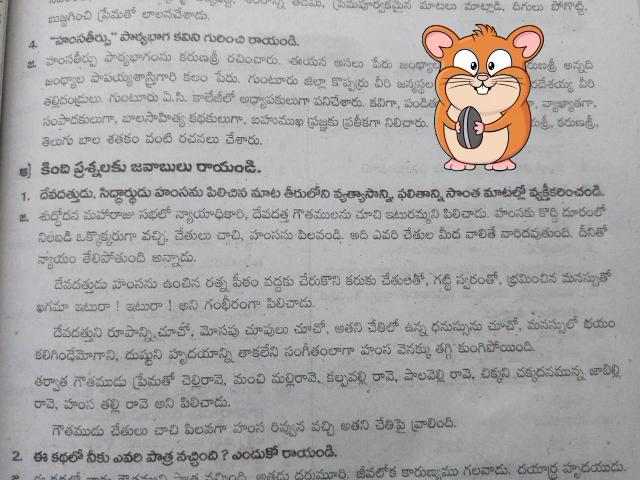 బుజ్జగించి ప్రేమతో లాలనచేశాడు.
4. "హంసతీర్పు" పాఠ్యభాగ కవిని గురించి రాయండి.
జ. హంసతీర్పు పాఠ్యభాగంను కరుణశ్రీ రచించారు. ఈయన అసలు పేరు అన్నది
జంధ్యాల పాపయ్యశాస్త్రిగారి కలం పేరు. గుంటూరు జిల్లా కొమ్మూరు వీరి వీరి
తల్లిదండ్రులు. గుంటూరు ఏ.సి. కాలేజీలో అధ్యాపకులుగా పనిచేశారు. కవిగా, వ్యాఖ్యాతగా,
సంపాదకులుగా, బాలసాహిత్య కథకులుగా, బహుముఖ ప్రజ్ఞకు ప్రతీకగా నిలిచారు. కరుణశ్రీ,
తెలుగు బాల శతకం వంటి రచనలు చేశారు.
ఆ) కింది ప్రశ్నలకు జవాబులు రాయండి.
1. దేవదత్తుడు, సిద్ధార్థుడు హంసను పిలిచిన మాట తీరులోని వ్యత్యాసాన్ని, ఫలితాన్ని సొంత మాటల్లో వ్యక్తీకరించండి.
జ. శుద్ధోదన మహారాజు సభలో న్యాయాధికారి, దేవదత్త గౌతములను చూచి ఇటురమ్మని పిలిచాడు. హంసకు కొద్ది దూరంలో
నిలబడి ఒక్కొక్కరుగా వచ్చి, చేతులు చాచి, హంసను పిలవండి. అది ఎవరి చేతుల మీద వాలితే వారిదవుతుంది. దీనితో
న్యాయం తేలిపోతుంది అన్నాడు.
దేవదత్తుడు హంసను ఉంచిన రత్న పీఠం వద్దకు చేరుకొని కరుకు చేతులతో, గట్టి స్వరంతో, భ్రమించిన మనస్సుతో
ఖగమా ఇటురా ! ఇటురా ! అని గంభీరంగా పిలిచాడు.
దేవదత్తుని రూపాన్ని చూచో, మోసపు చూపులు చూచో, అతని చేతిలో ఉన్న ధనుస్సును చూచో, మనస్సులో భయం
కలిగిందేమోగాని, దుష్టుని హృదయాన్ని తాకలేని సంగీతంలాగా హంస వెనక్కు తగ్గి కుంగిపోయింది.
తర్వాత గౌతముడు ప్రేమతో చెల్లిరావె, మంచి మల్లిరావె, కల్పవల్లి రావె, పాలవెల్లి రావె, చిక్కని చక్కదనమున్న జాబిల్లి
రావె, హంస తల్లి రావె అని పిలిచాడు.
గౌతముడు చేతులు చాచి పిలవగా హంస రివ్వున వచ్చి అతని చేతిపై వ్రాలింది.
2. ఈ కథలో నీకు ఎవరి పాత్ర నచ్చింది ? ఎందుకో రాయండి.